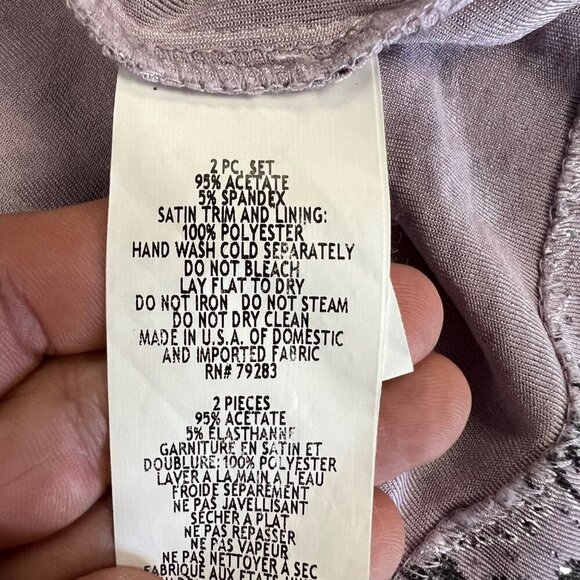 2 PC. SET
95% ACETATE
5% SPANDEX
SATIN TRIM AND LINING:
100% POLYESTER
HAND WASH COLD SEPARATELY
DO NOT BLEACH
LAY FLAT TO DRY
DO NOT IRON DO NOT STEAM
DO NOT DRY CLEAN
MADE IN U.S.A. OF DOMESTIC
AND IMPORTED FABRIC
RN# 79283
2 PIECES
95% ACETATE
5% ELASTHANNE
GARNITURE EN SATIN ET
DOUBLURE: 100% POLYESTER
LAVER A LA MAIN A L'EAU
FROIDE SÉPARÉMENT
NE PAS JAVELLISANT
SECHER A PLAT
NE PAS REPASSER
NE PAS VAPEUR
NE PAS NETTOYER A SEC
FABRIQUE AUX ETATS